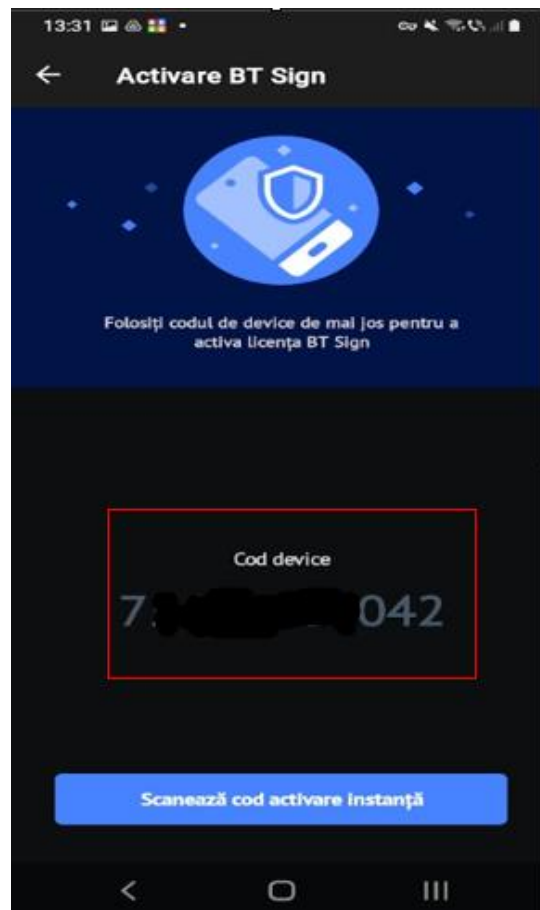 13:31
Activare BT Sign
Folosiți codul de device de mai jos pentru a
activa licența BT Sign
Cod device
042
Scanează cod activare instanță